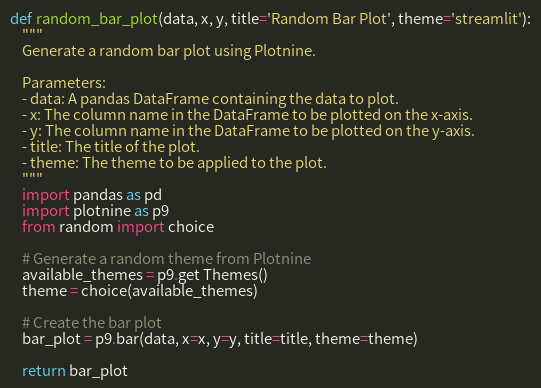 def random_bar_plot(data, x, y, title='Random Bar Plot', theme='streamlit'):
"""
Generate a random bar plot using Plotnine.
Parameters:
- data: A pandas DataFrame containing the data to plot.
- x: The column name in the DataFrame to be plotted on the x-axis.
- y: The column name in the DataFrame to be plotted on the y-axis.
- title: The title of the plot.
- theme: The theme to be applied to the plot.
"""
import pandas as pd
import plotnine as p9
from random import choice
# Generate a random theme from Plotnine
available_themes = p9.get Themes()
theme = choice(available_themes)
# Create the bar plot
bar_plot = p9.bar(data, x=x, y=y, title=title, theme=theme)
return bar_plot